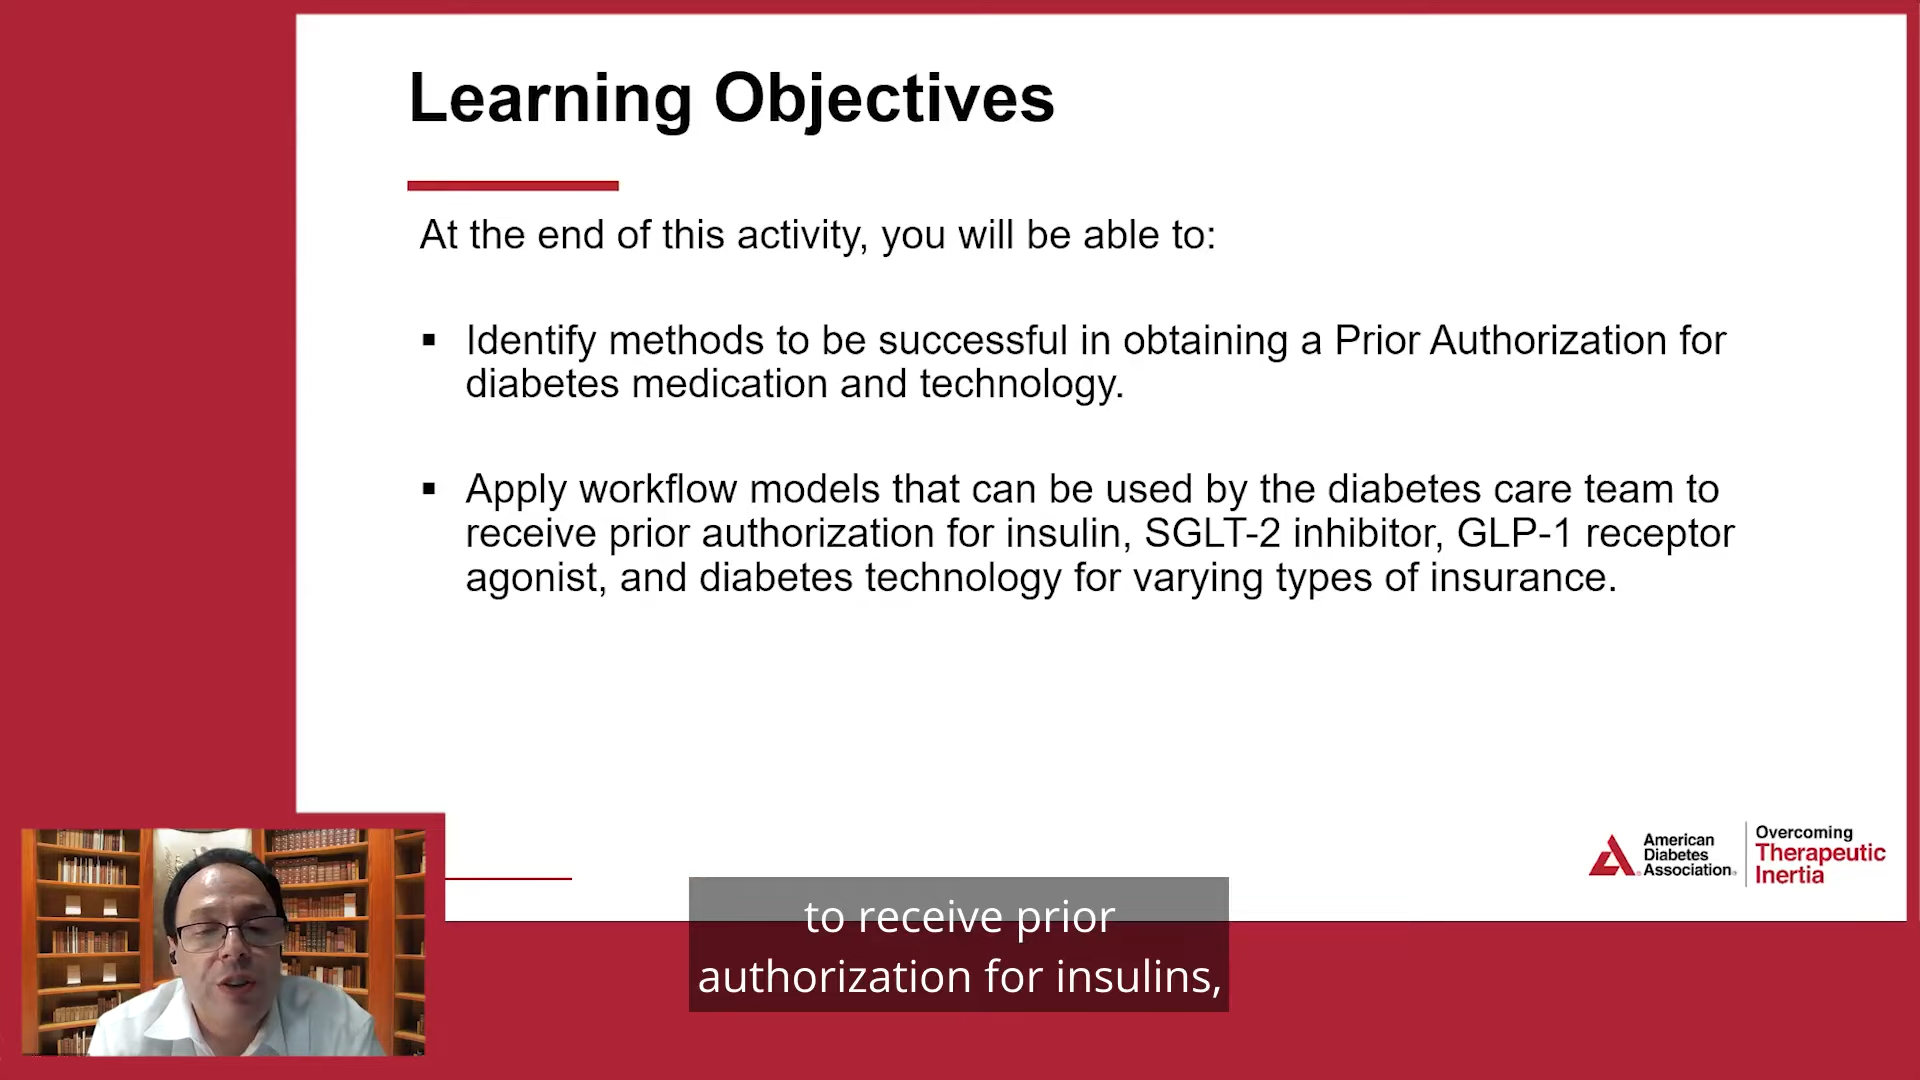 Learning Objectives
At the end of this activity, you will be able to:
▪ Identify methods to be successful in obtaining a Prior Authorization for
diabetes medication and technology.
▪ Apply workflow models that can be used by the diabetes care team to
receive prior authorization for insulin, SGLT-2 inhibitor, GLP-1 receptor
agonist, and diabetes technology for varying types of insurance.
American
Diabetes
Association
Overcoming
Therapeutic
Inertia
to receive prior
authorization for insulins,